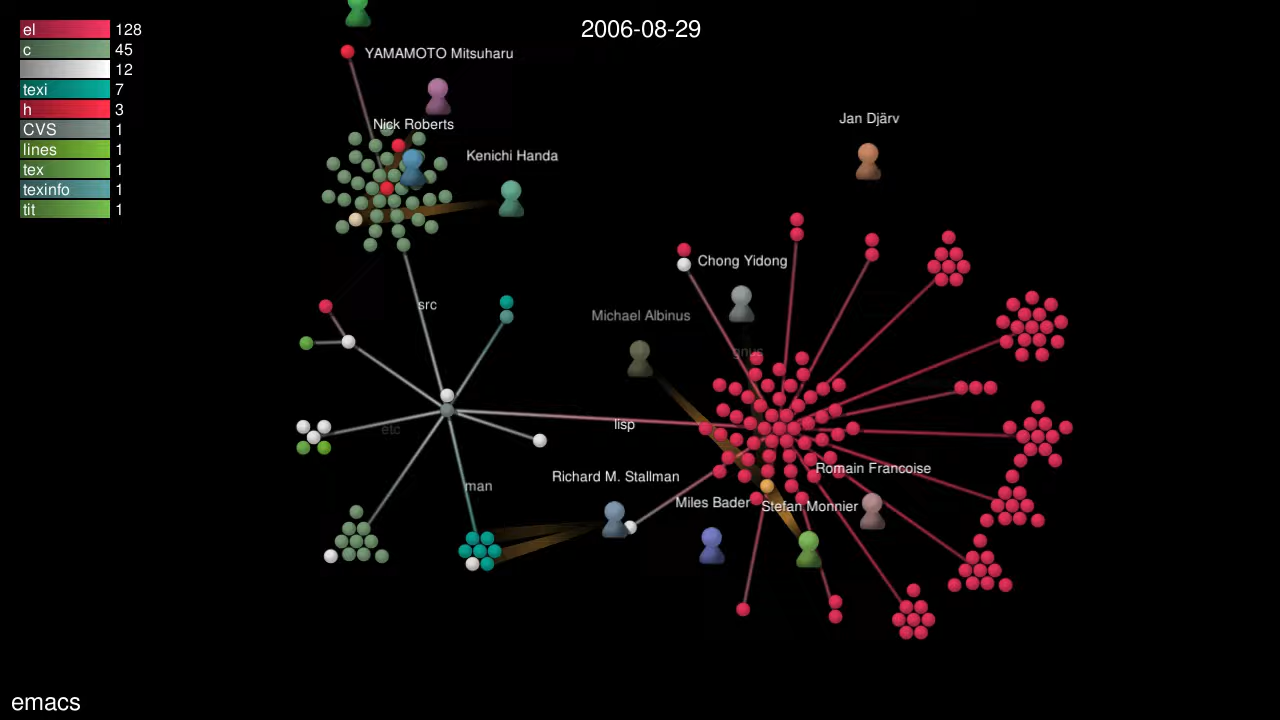 2006-08-29
el 128
c 45
12
texi 7
h 3
CVS 1
lines 1
tex 1
texinfo 1
tit 1
YAMAMOTO Mitsuharu
Nick Roberts
Kenichi Handa
Jan Djärv
Chong Yidong
src
Michael Albinus
gnus
lisp
etc
Romain Francoise
Richard M. Stallman
man
Miles Bader
Stefan Monnier
emacs